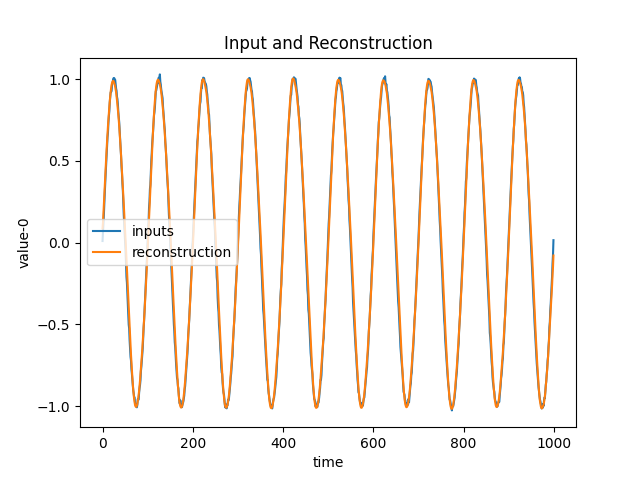 Input and Reconstruction
1.0
0.5
0.0
−0.5
−1.0
value-0
inputs
reconstruction
0 200 400 600 800 1000
time